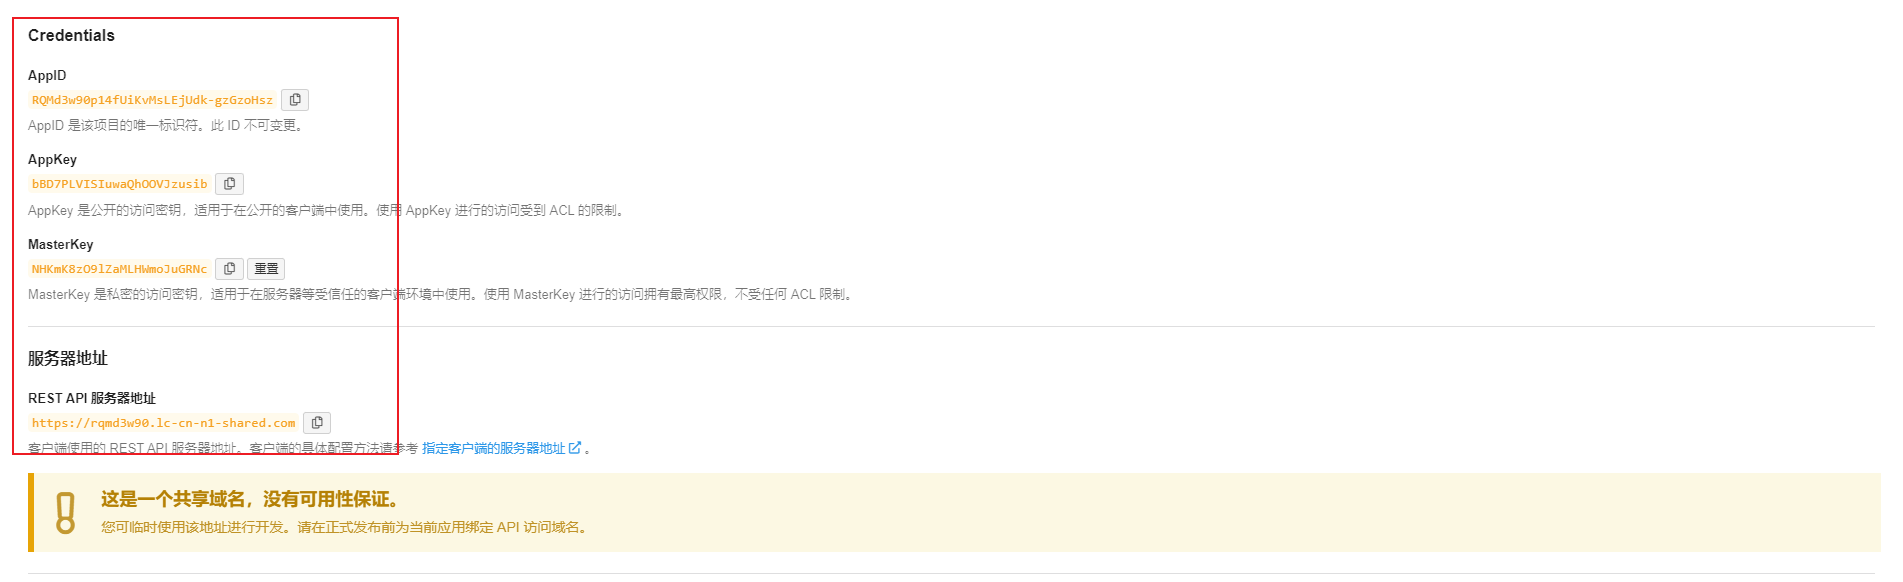 Credentials
AppID
RQMd3w90p14fUiKvMsLEjUdk-gzGzoHsz
AppID 是该项目的唯一标识符。此 ID 不可变更。
AppKey
bBD7PLVISIuwaQhOOVJzusib
AppKey 是公开的访问密钥，适用于在公开的客户端中使用。使用 AppKey 进行的访问受到 ACL 的限制。
MasterKey
NHKmK8zO9lZaMLHWmoJuGRNc 重置
MasterKey 是私密的访问密钥，适用于在服务器等受信任的客户端环境中使用。使用 MasterKey 进行的访问拥有最高权限，不受任何 ACL 限制。
服务器地址
REST API 服务器地址
https://rqmd3w90.lc-cn-n1-shared.com
客户端使用的 REST API 服务器地址。客户端的具体配置方法请参考 指定客户端的服务器地址 。
这是一个共享域名，没有可用性保证。
您可临时使用该地址进行开发。请在正式发布前为当前应用绑定 API 访问域名。